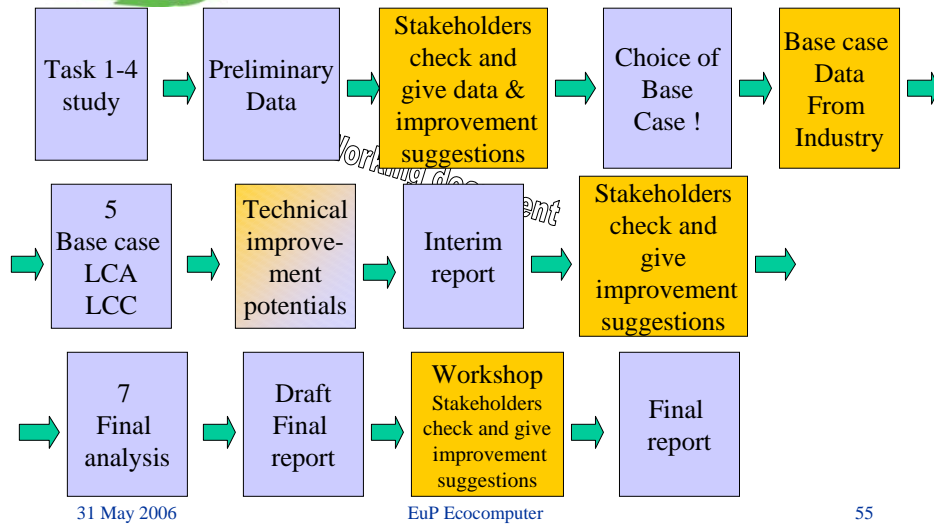 Task 1-4
study
Preliminary
Data
Stakeholders
check and
give data &
improvement
suggestions
Choice of
Base
Case !
Base case
Data
From
Industry
5
Base case
LCA
LCC
Technical
improve-
ment
potentials
Interim
report
Stakeholders
check and
give
improvement
suggestions
7
Final
analysis
Draft
Final
report
Workshop
Stakeholders
check and give
improvement
suggestions
Final
report
31 May 2006
EuP Ecocomputer
55